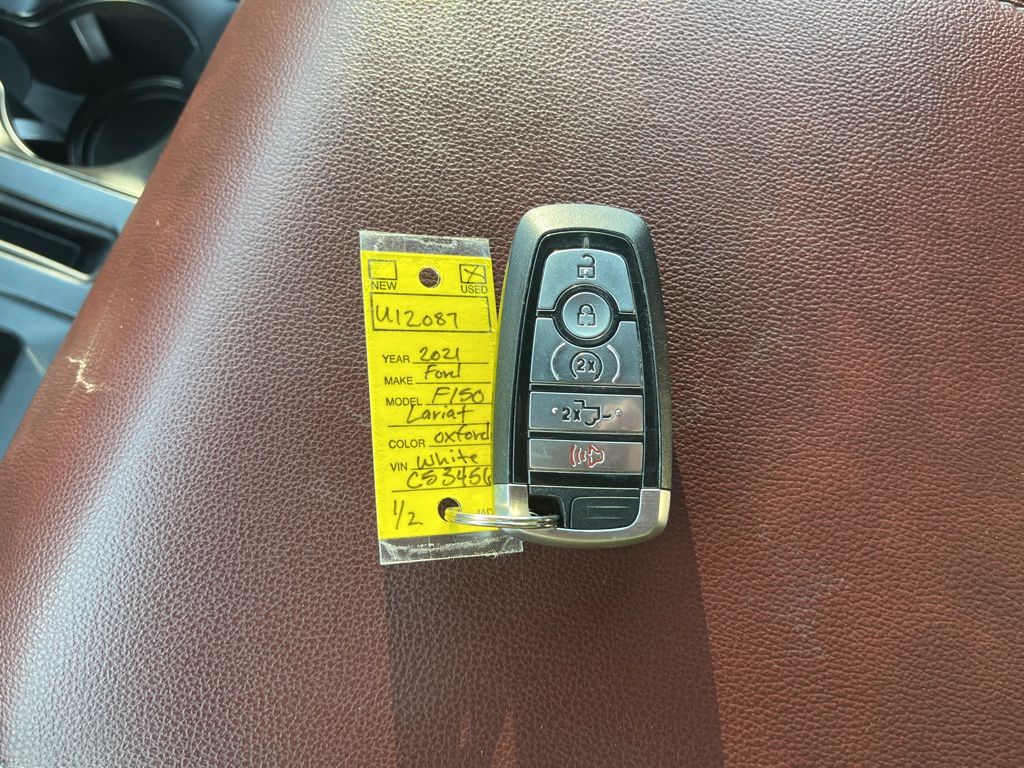 NEW USED
U12087
YEAR 2021
MAKE Ford
MODEL F150
Lariat
COLOR oxford
VIN white
C53456
1/2
2x
2x